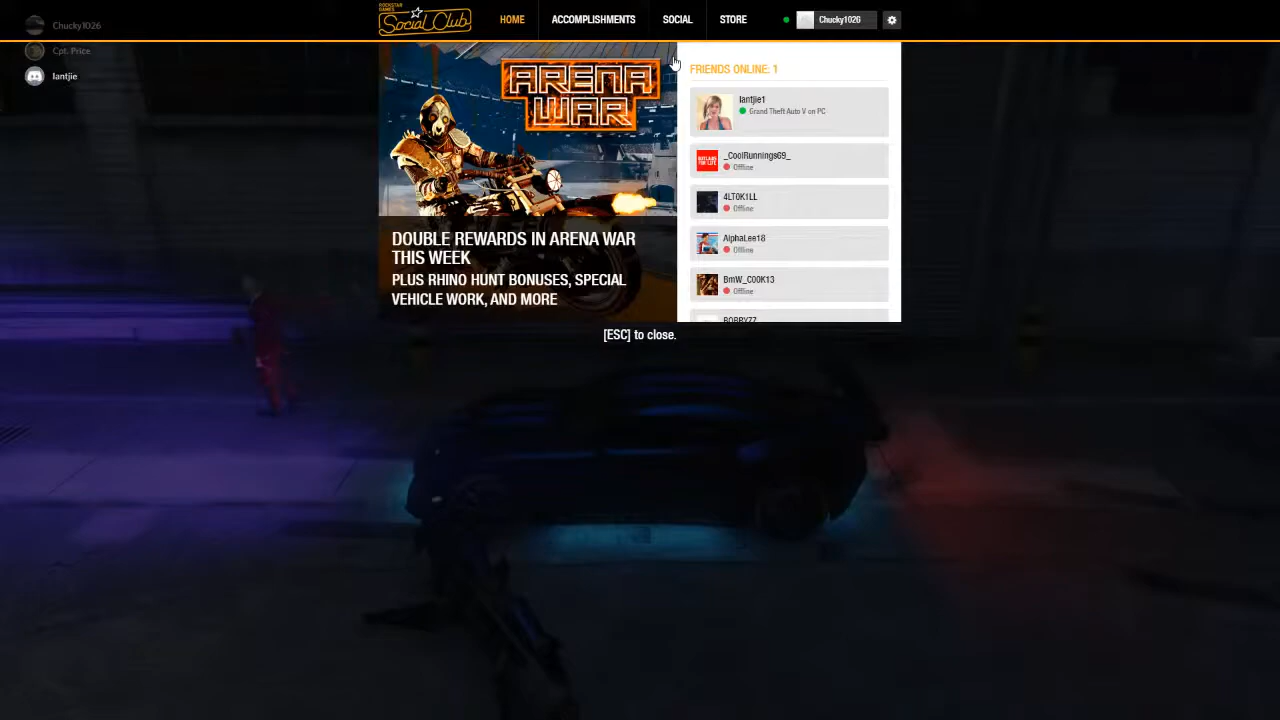 Chucky1026
Cpt. Price
Iantjie
ROCKSTAR GAMES
Social Club
HOME
ACCOMPLISHMENTS
SOCIAL
STORE
Chucky1026
ARENA
WAR
DOUBLE REWARDS IN ARENA WAR
THIS WEEK
PLUS RHINO HUNT BONUSES, SPECIAL
VEHICLE WORK, AND MORE
FRIENDS ONLINE: 1
Iantjie1
Grand Theft Auto V on PC
_CoolRunnings69_
Offline
4LT0K1LL
Offline
AlphaLee18
Offline
BmW_C00K13
Offline
[ESC] to close.